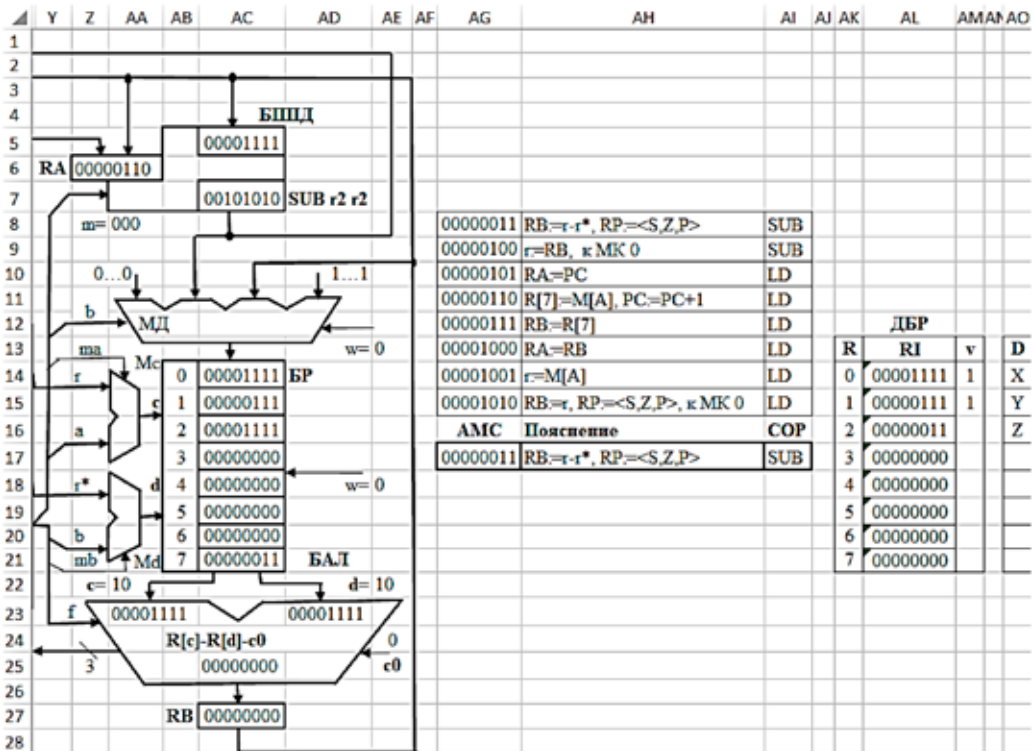 Y Z AA AB AC AD AE AF AG AH AI AJ AK AL AM AN AO
1
2
3
4 БППД
5 00001111
6 RA 00000110
7 00101010 SUB r2 r2
8 m= 000 00000011 RB:=r-r*, RP:=<S,Z,P> SUB
9 00000100 r:=RB, к МК 0 SUB
10 0...0 1...1 00000101 RA:=PC LD
11 00000110 R[7]:=M[A], PC:=PC+1 LD
12 b МД 00000111 RB:=R[7] LD ДБР
13 ma Mc w= 0 00001000 RA:=RB LD R RI v D
14 r 0 00001111 БР 00001001 r:=M[A] LD 0 00001111 1 X
15 c 1 00000111 00001010 RB:=r, RP:=<S,Z,P>, к МК 0 LD 1 00000111 1 Y
16 a 2 00001111 АМС Пояснение COP 2 00000011 Z
17 3 00000000 00000011 RB:=r-r*, RP:=<S,Z,P> SUB 3 00000000
18 r* d 4 00000000 w= 0 4 00000000
19 5 00000000 5 00000000
20 b 6 00000000 6 00000000
21 mb Md 7 00000011 БАЛ 7 00000000
22 c= 10 d= 10
23 f 00001111 00001111
24 R[c]-R[d]-c0 0
25 3 00000000 c0
26
27 RB 00000000
28